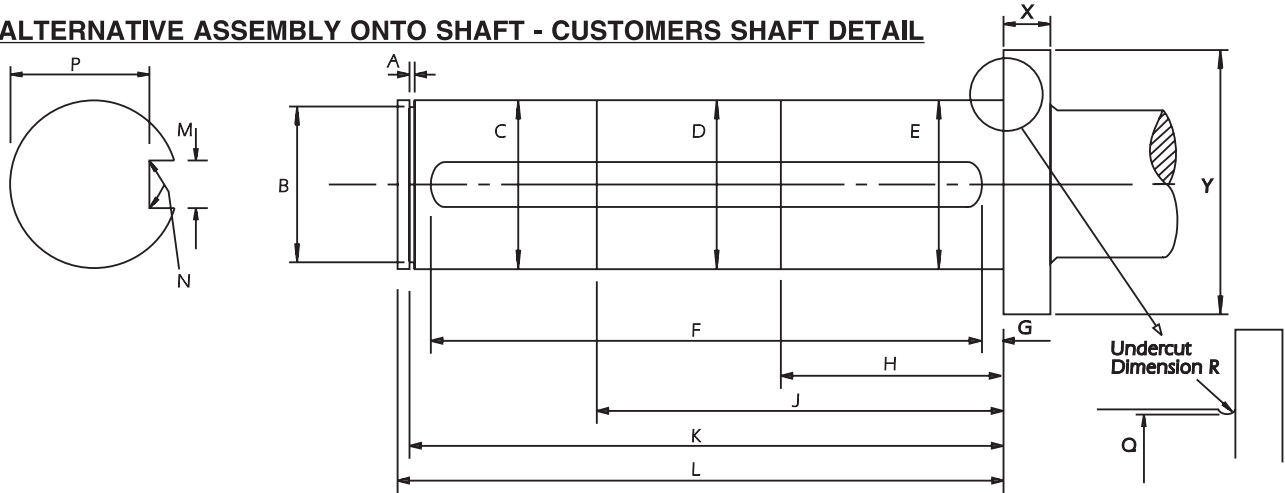 ALTERNATIVE ASSEMBLY ONTO SHAFT - CUSTOMERS SHAFT DETAIL
X
P
A
M
C
D
E
B
Y
N
F
G
H
Undercut
Dimension R
J
K
Q
L